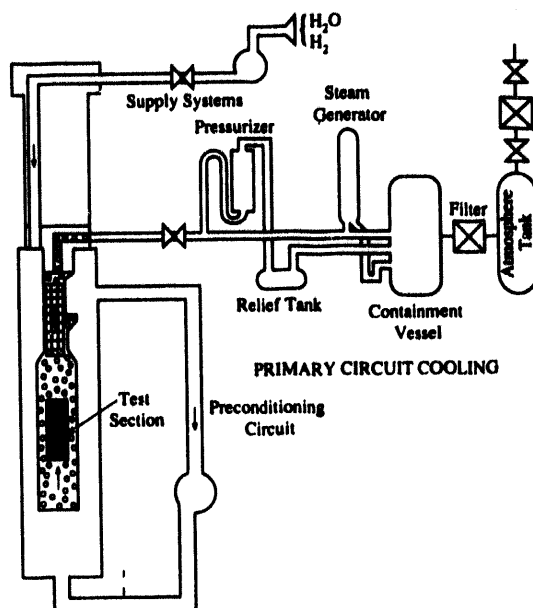 H₂O
H₂
Supply Systems
Steam
Generator
Pressurizer
Filter
Atmosphere
Tank
Relief Tank
Containment
Vessel
PRIMARY CIRCUIT COOLING
Test
Section
Preconditioning
Circuit